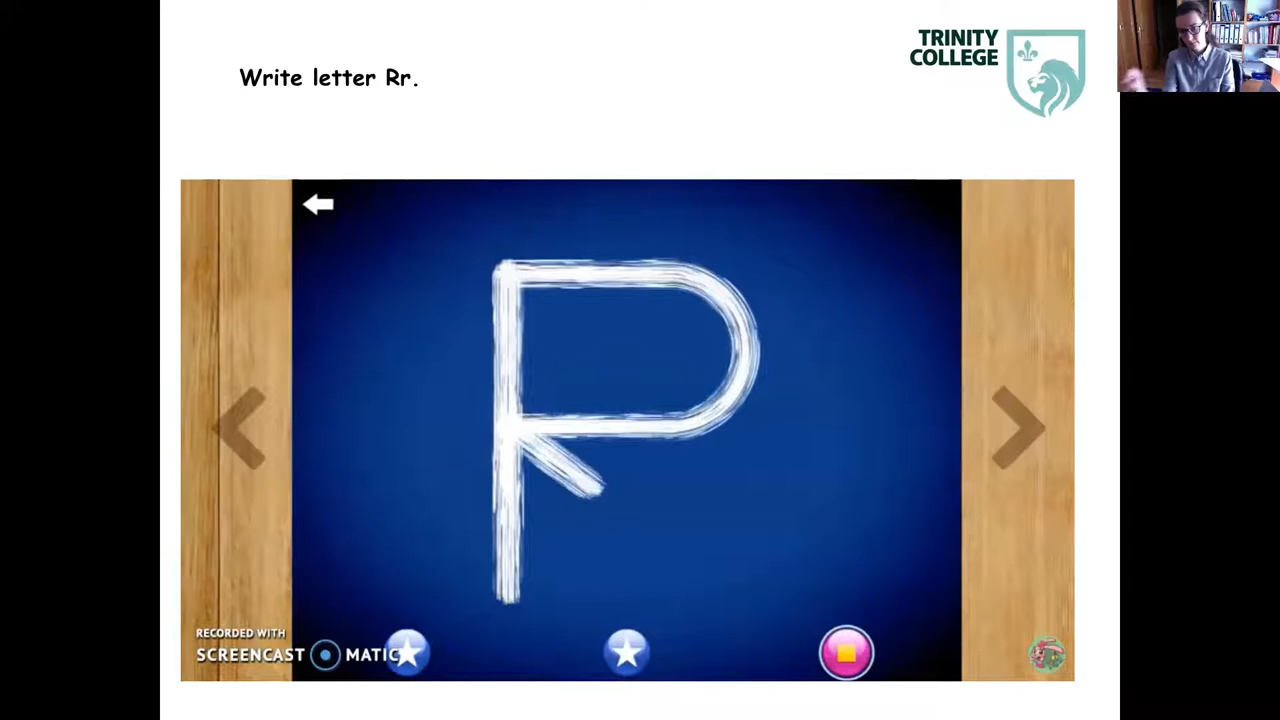 Write letter Rr.
TRINITY
COLLEGE
R
RECORDED WITH
SCREENCAST MATIC